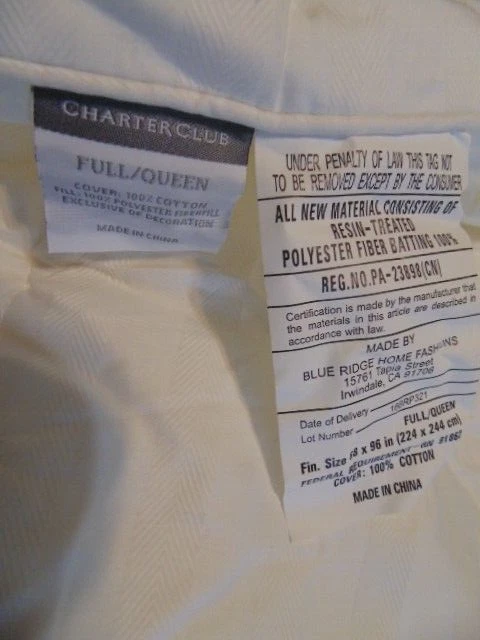 CHARTER CLUB
FULL/QUEEN
COVER: 100% COTTON
FILL: 100% POLYESTER FIBERFILL
EXCLUSIVE OF DECORATION
MADE IN CHINA
UNDER PENALTY OF LAW THIS TAG NOT
TO BE REMOVED EXCEPT BY THE CONSUMER
ALL NEW MATERIAL CONSISTING OF
RESIN-TREATED
POLYESTER FIBER BATTING 100%
REG.NO.PA-23898(CN)
Certification is made by the manufacturer that
the materials in this article are described in
accordance with law.
MADE BY
BLUE RIDGE HOME FASHIONS
15761 Tapia Street
Irwindale, CA 91706
Date of Delivery
Lot Number 166RP321
FULL/QUEEN
Fin. Size x 96 in (224 x 244 cm)
FEDERAL REQUIREMENT RN
COVER: 100% COTTON
MADE IN CHINA